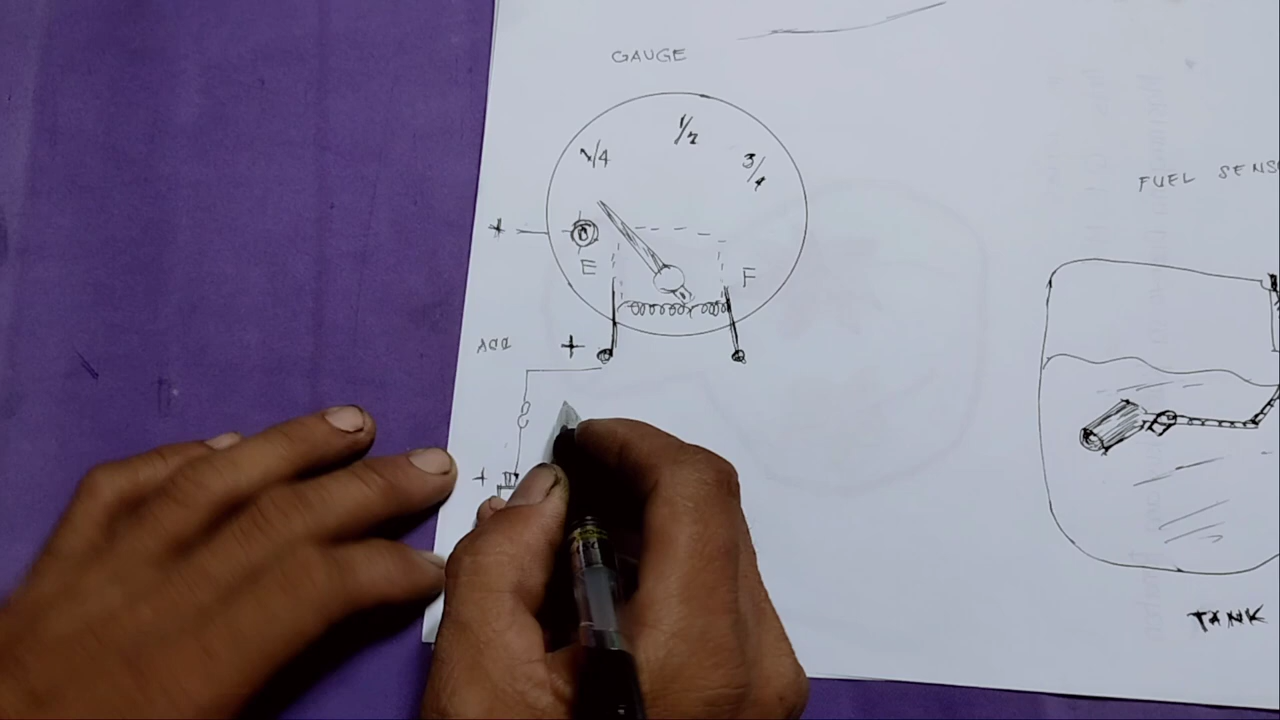 GAUGE
1/2
1/4
3/4
FUEL SENS
+
E
F
ACC +
+
TANK